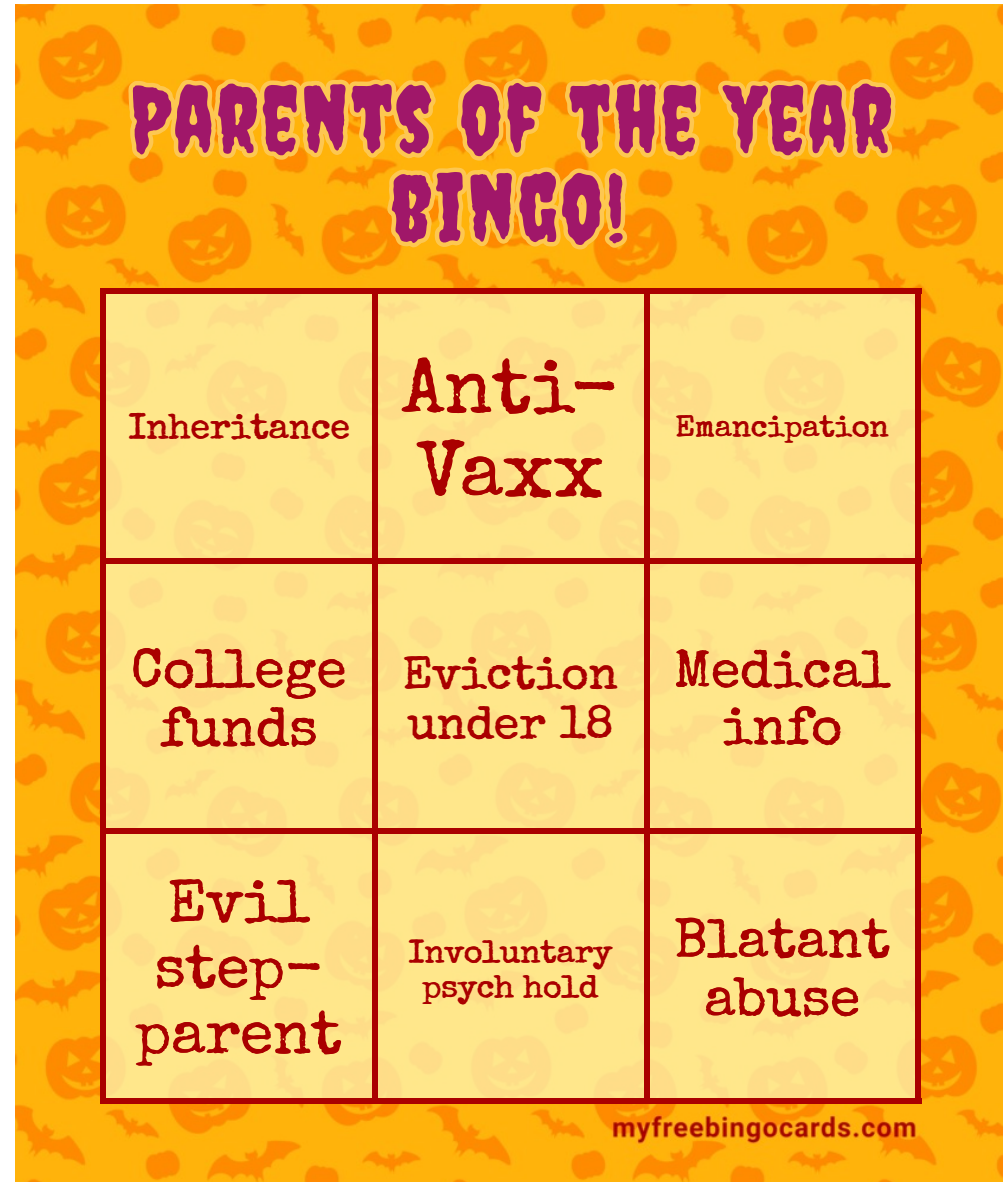 PARENTS OF THE YEAR
BINGO!
Inheritance
Anti-
Vaxx
Emancipation
College
funds
Eviction
under 18
Medical
info
Evil
step-
parent
Involuntary
psych hold
Blatant
abuse
myfreebingocards.com